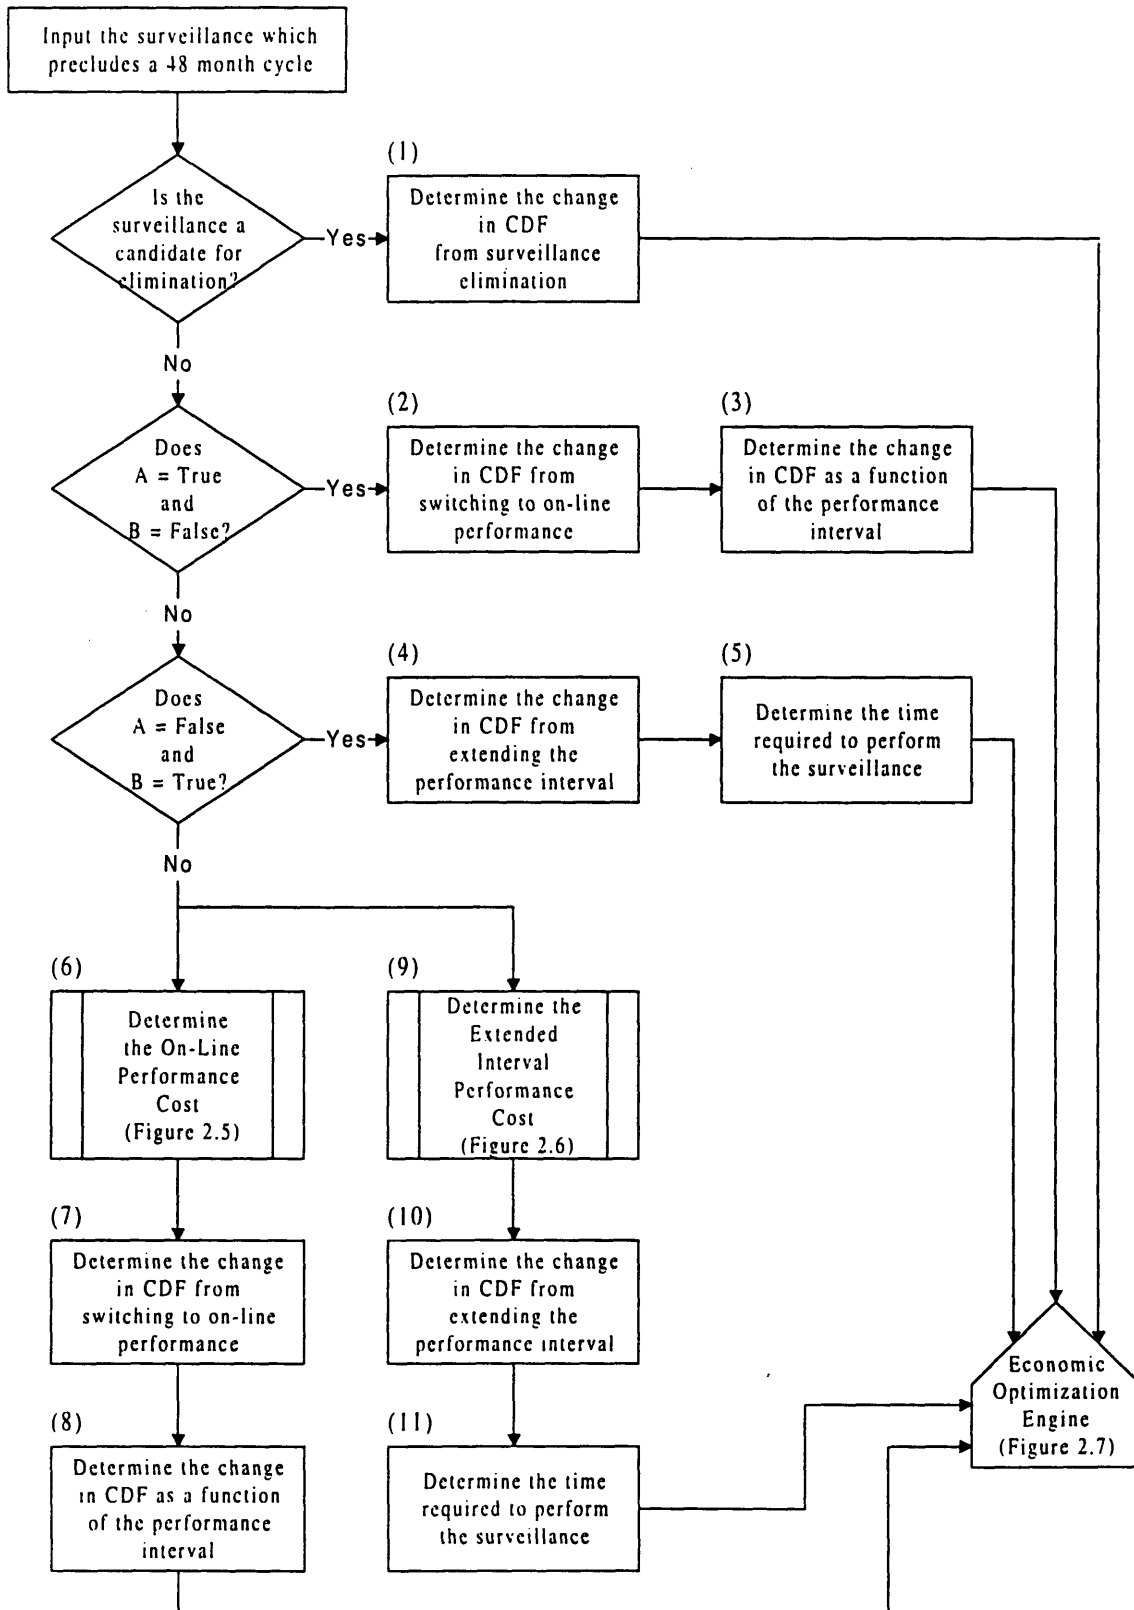 Input the surveillance which
precludes a 48 month cycle
Is the
surveillance a
candidate for
elimination?
Yes
(1)
Determine the change
in CDF
from surveillance
elimination
No
Does
A = True
and
B = False?
Yes
(2)
Determine the change
in CDF from
switching to on-line
performance
(3)
Determine the change
in CDF as a function
of the performance
interval
No
Does
A = False
and
B = True?
Yes
(4)
Determine the change
in CDF from
extending the
performance interval
(5)
Determine the time
required to perform
the surveillance
No
(6)
Determine
the On-Line
Performance
Cost
(Figure 2.5)
(9)
Determine the
Extended
Interval
Performance
Cost
(Figure 2.6)
(7)
Determine the change
in CDF from
switching to on-line
performance
(10)
Determine the change
in CDF from
extending the
performance interval
(8)
Determine the change
in CDF as a function
of the performance
interval
(11)
Determine the time
required to perform
the surveillance
Economic
Optimization
Engine
(Figure 2.7)